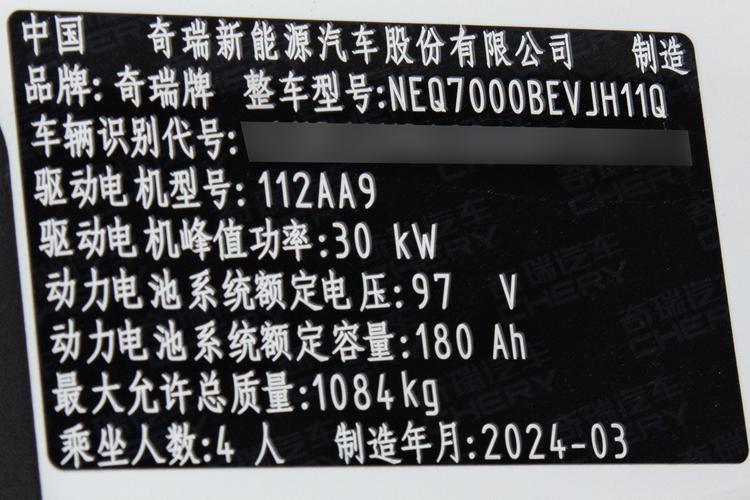 中国 奇瑞新能源汽车股份有限公司 制造
品牌:奇瑞牌 整车型号:NEQ7000BEVJH11Q
车辆识别代号:
驱动电机型号:112AA9
驱动电机峰值功率:30 kW
动力电池系统额定电压:97 V
动力电池系统额定容量:180 Ah
最大允许总质量:1084kg
乘坐人数:4 人 制造年月:2024-03